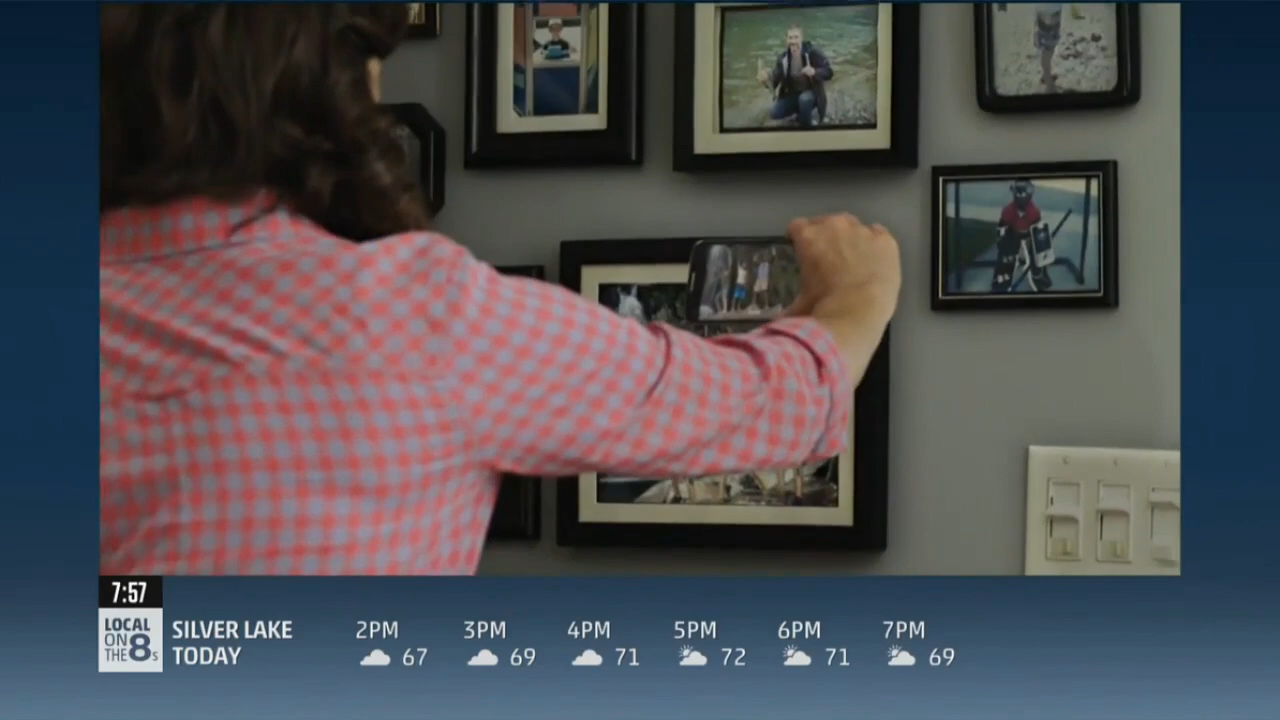 7:57
LOCAL
ON
THE 8s
SILVER LAKE
TODAY
2PM 3PM 4PM 5PM 6PM 7PM
67 69 71 72 71 69